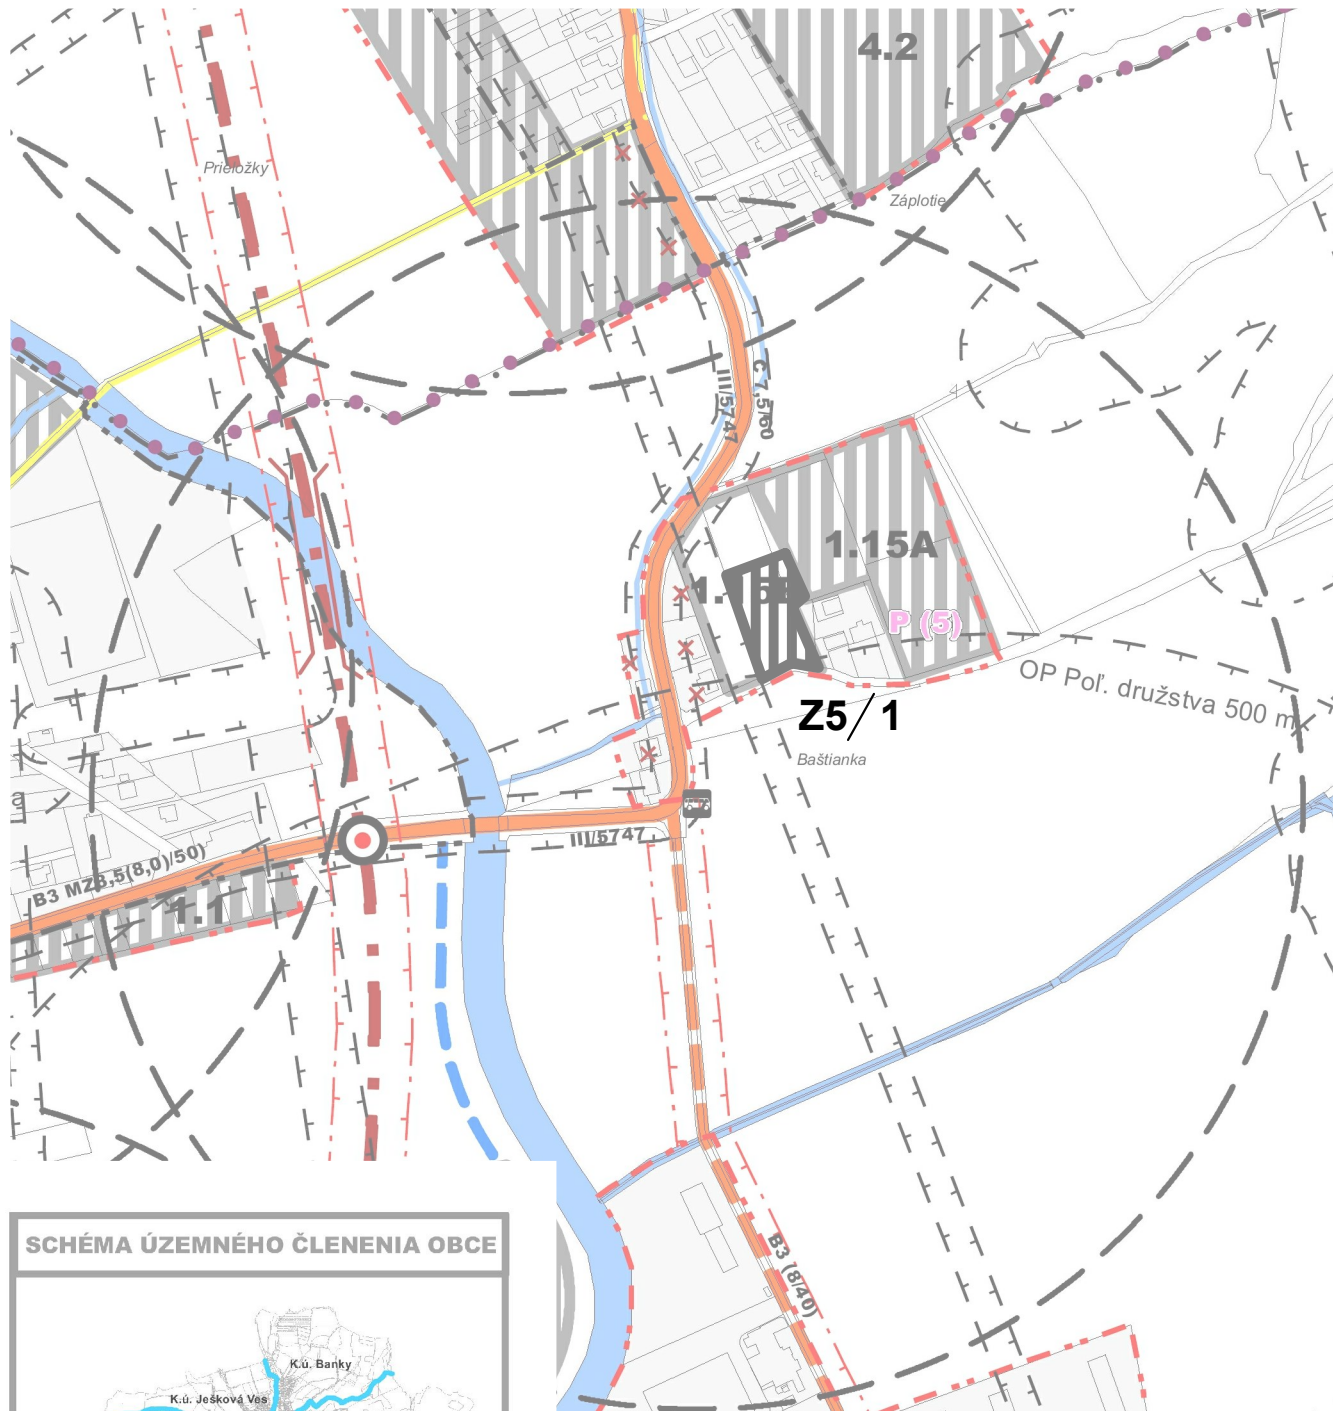 4.2
Prieložky
Záplotie
III/5747
C 7,5/60
1.15A
P (5)
OP Poľ. družstva 500 m
Z5/1
Baštianka
III/5747
B3 MZ8,5(8,0)/50)
1.1
B3 (8/40)
SCHÉMA ÚZEMNÉHO ČLENENIA OBCE
K.ú. Banky
K.ú. Ješková Ves